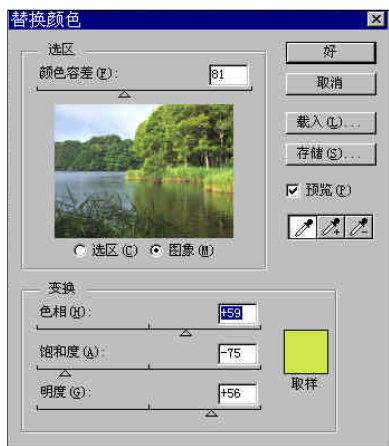 替换颜色
选区
颜色容差(F): 81
选区(C) 图象(M)
好
取消
载入(L)...
存储(S)...
预览(P)
变换
色相(H): +59
饱和度(A): -75
明度(G): +56
取样